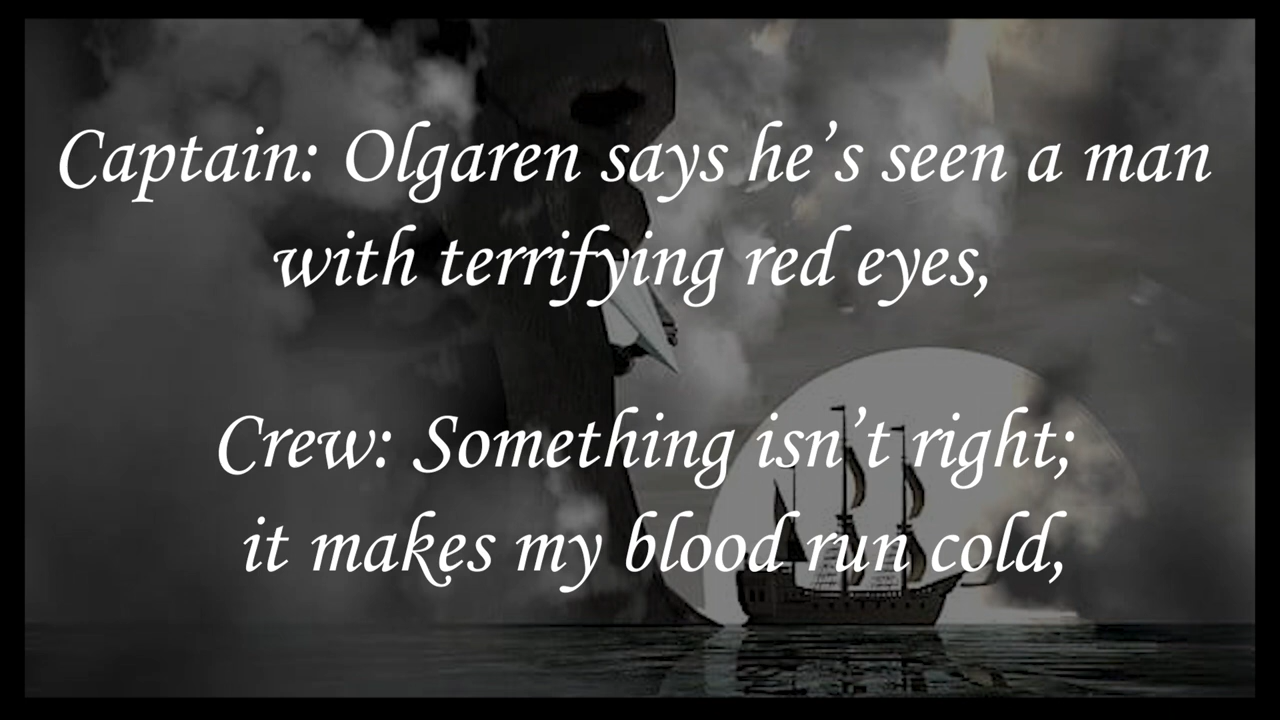 Captain: Olgaren says he’s seen a man
with terrifying red eyes,
Crew: Something isn’t right;
it makes my blood run cold,